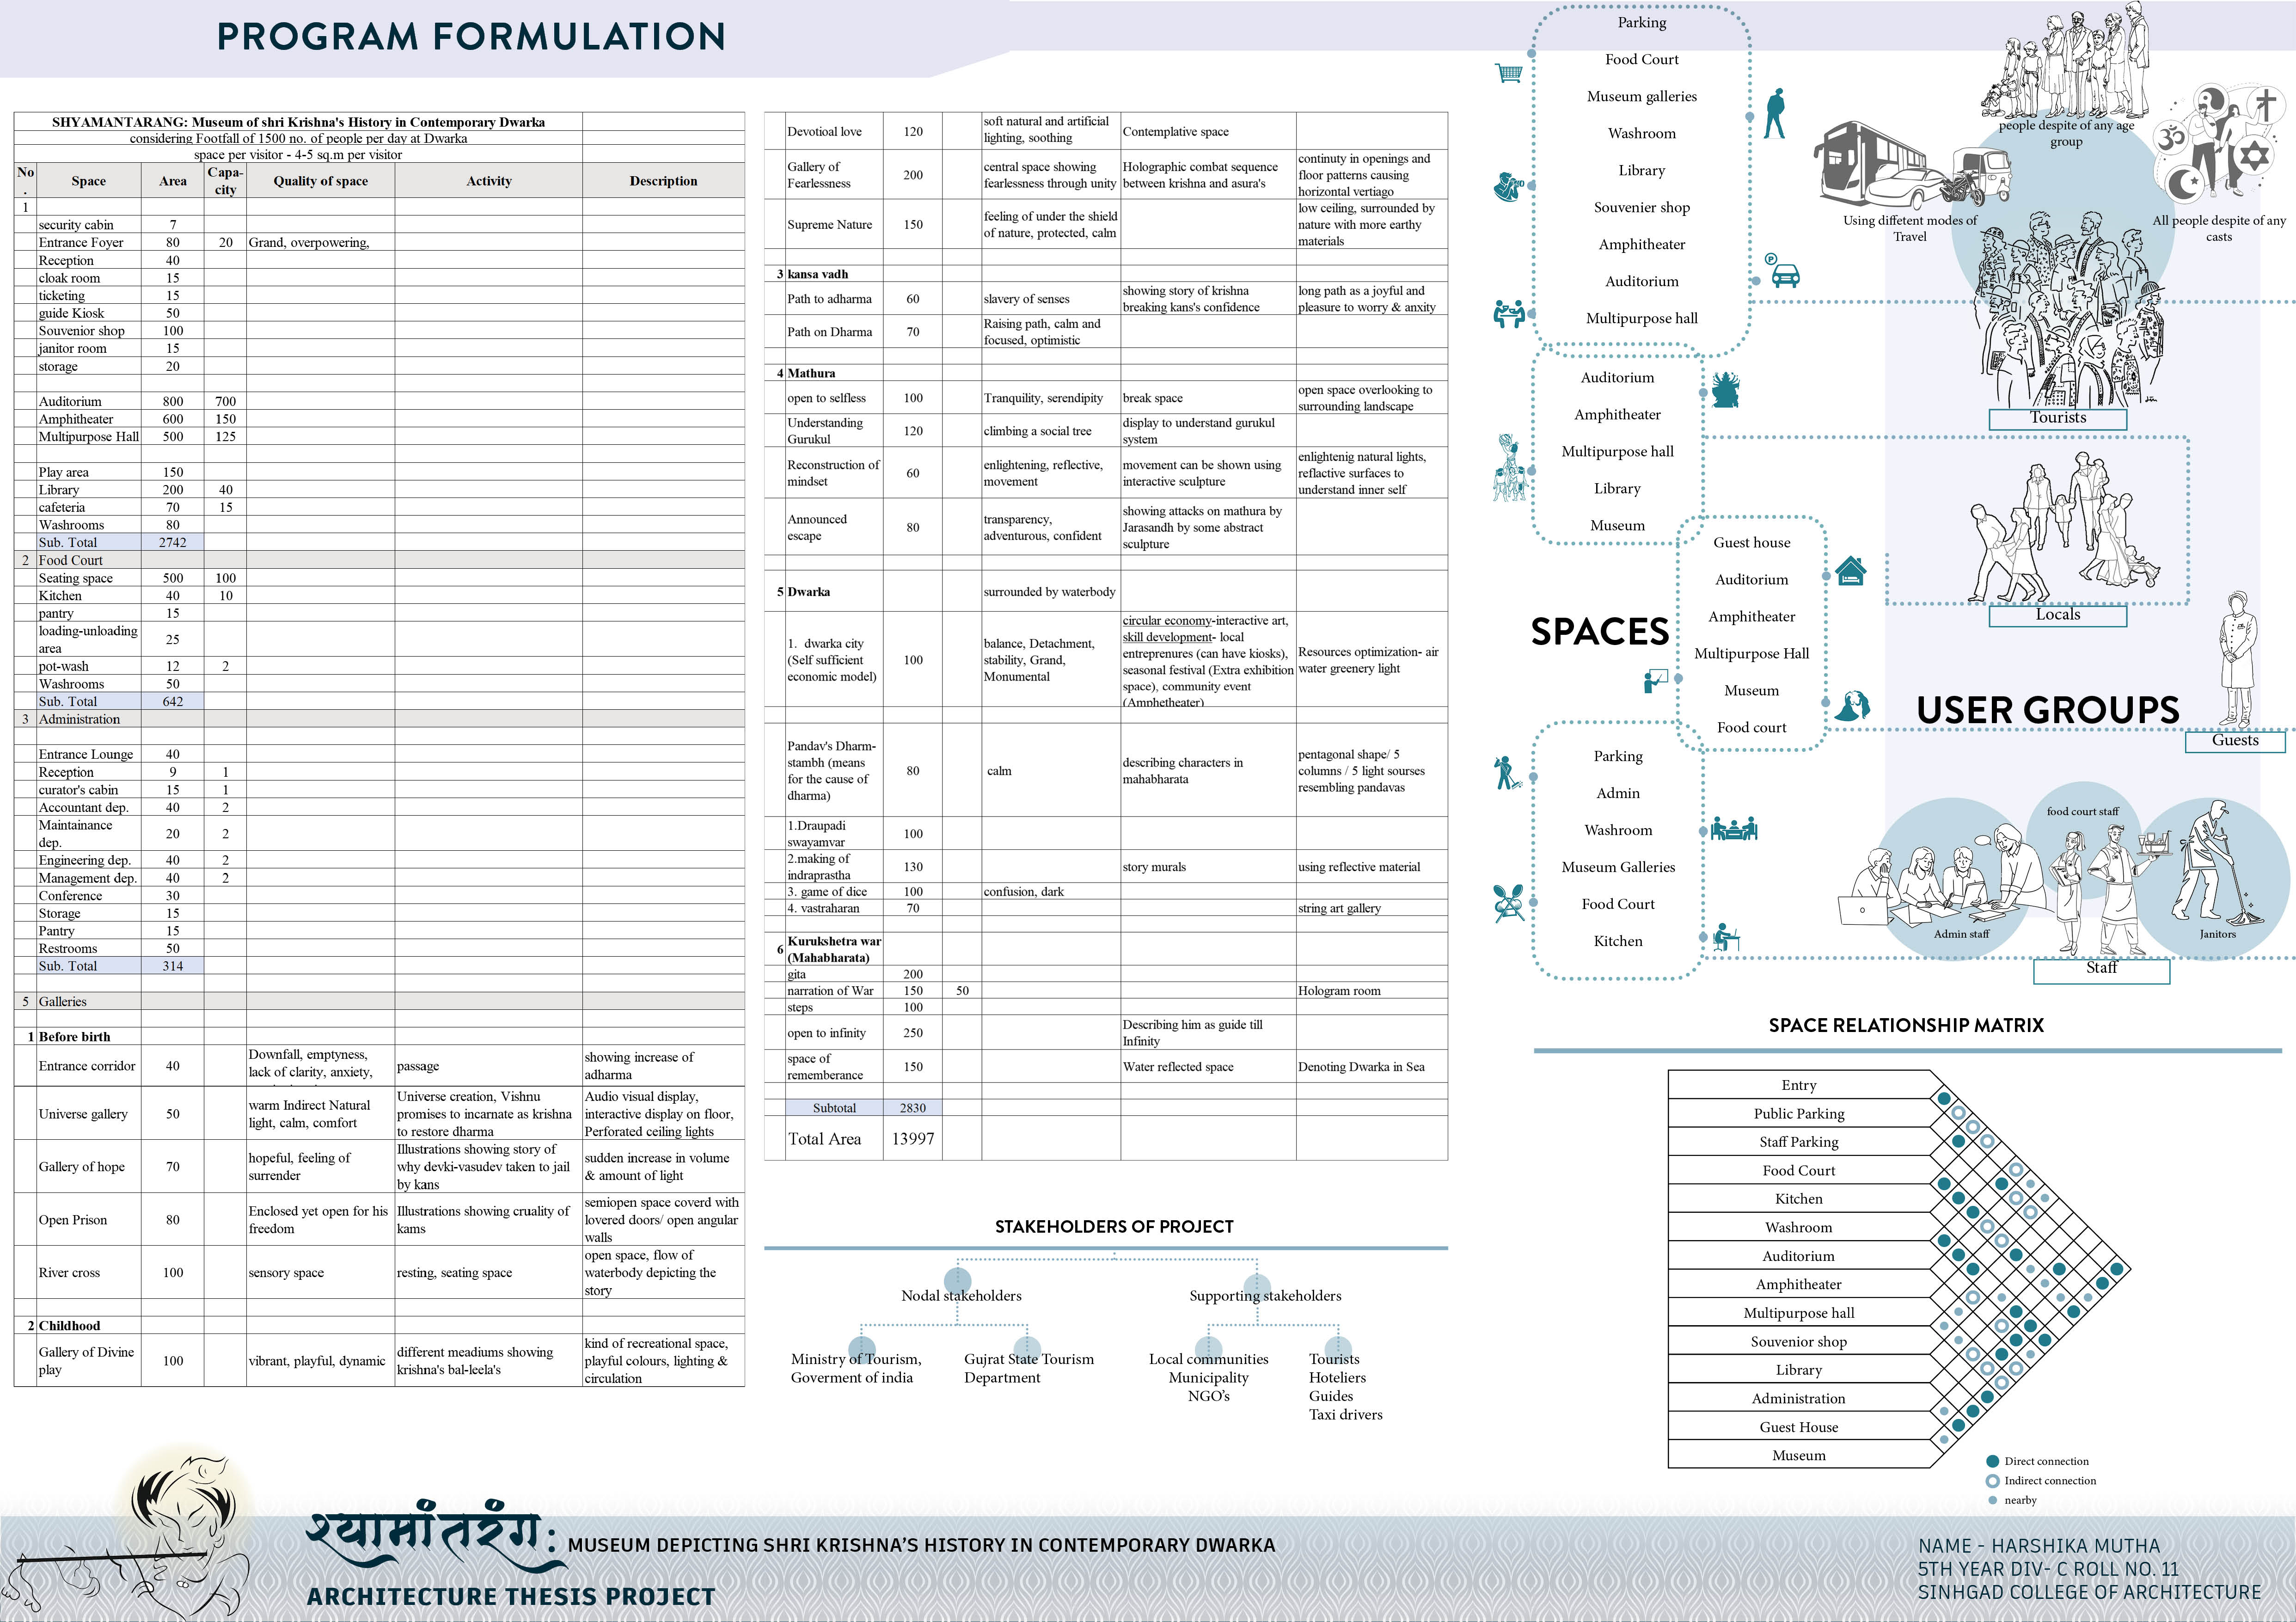 PROGRAM FORMULATION
SHYAMANTARANG: Museum of shri Krishna's History in Contemporary Dwarka
considering Footfall of 1500 no. of people per day at Dwarka
space per visitor - 4-5 sq.m per visitor
No. Space Area Capa-city Quality of space Activity Description
1
security cabin 7
Entrance Foyer 80 20 Grand, overpowering,
Reception 40
cloak room 15
ticketing 15
guide Kiosk 50
Souvenior shop 100
janitor room 15
storage 20
Auditorium 800 700
Amphitheater 600 150
Multipurpose Hall 500 125
Play area 150
Library 200 40
cafeteria 70 15
Washrooms 80
Sub. Total 2742
2 Food Court
Seating space 500 100
Kitchen 40 10
pantry 15
loading-unloading area 25
pot-wash 12 2
Washrooms 50
Sub. Total 642
3 Administration
Entrance Lounge 40
Reception 9 1
curator's cabin 15 1
Accountant dep. 40 2
Maintainance dep. 20 2
Engineering dep. 40 2
Management dep. 40 2
Conference 30
Storage 15
Pantry 15
Restrooms 50
Sub. Total 314
5 Galleries
1 Before birth
Entrance corridor 40 Downfall, emptyness, lack of clarity, anxiety, passage showing increase of adharma
Universe gallery 50 warm Indirect Natural light, calm, comfort Universe creation, Vishnu promises to incarnate as krishna to restore dharma Audio visual display, interactive display on floor, Perforated ceiling lights
Gallery of hope 70 hopeful, feeling of surrender Illustrations showing story of why devki-vasudev taken to jail by kans sudden increase in volume & amount of light
Open Prison 80 Enclosed yet open for his freedom Illustrations showing cruality of kams semiopen space coverd with lovered doors/ open angular walls
River cross 100 sensory space resting, seating space open space, flow of waterbody depicting the story
2 Childhood
Gallery of Divine play 100 vibrant, playful, dynamic different meadiums showing krishna's bal-leela's kind of recreational space, playful colours, lighting & circulation
Devotioal love 120 soft natural and artificial lighting, soothing Contemplative space
Gallery of Fearlessness 200 central space showing fearlessness through unity Holographic combat sequence between krishna and asura's continuty in openings and floor patterns causing horizontal vertiago
Supreme Nature 150 feeling of under the shield of nature, protected, calm low ceiling, surrounded by nature with more earthy materials
3 kansa vadh
Path to adharma 60 slavery of senses showing story of krishna breaking kans's confidence long path as a joyful and pleasure to worry & anxity
Path on Dharma 70 Raising path, calm and focused, optimistic
4 Mathura
open to selfless 100 Tranquility, serendipity break space open space overlooking to surrounding landscape
Understanding Gurukul 120 climbing a social tree display to understand gurukul system
Reconstruction of mindset 60 enlightening, reflective, movement movement can be shown using interactive sculpture enlightenig natural lights, reflactive surfaces to understand inner self
Announced escape 80 transparency, adventurous, confident showing attacks on mathura by Jarasandh by some abstract sculpture
5 Dwarka surrounded by waterbody
1. dwarka city (Self sufficient economic model) 100 balance, Detachment, stability, Grand, Monumental circular economy-interactive art, skill development- local entreprenures (can have kiosks), seasonal festival (Extra exhibition space), community event (Amphetheater) Resources optimization- air water greenery light
Pandav's Dharm-stambh (means for the cause of dharma) 80 calm describing characters in mahabharata pentagonal shape/ 5 columns / 5 light sourses resembling pandavas
1.Draupadi swayamvar 100
2.making of indraprastha 130 story murals using reflective material
3. game of dice 100 confusion, dark
4. vastraharan 70 string art gallery
6 Kurukshetra war (Mahabharata)
gita 200
narration of War 150 50 Hologram room
steps 100
open to infinity 250 Describing him as guide till Infinity
space of rememberance 150 Water reflected space Denoting Dwarka in Sea
Subtotal 2830
Total Area 13997
STAKEHOLDERS OF PROJECT
Nodal stakeholders
Supporting stakeholders
Ministry of Tourism,
Goverment of india
Gujrat State Tourism
Department
Local communities
Municipality
NGO's
Tourists
Hoteliers
Guides
Taxi drivers
Parking
Food Court
Museum galleries
Washroom
Library
Souvenier shop
Amphitheater
Auditorium
Multipurpose hall
Auditorium
Amphitheater
Multipurpose hall
Library
Museum
Guest house
Auditorium
Amphitheater
Multipurpose Hall
Museum
Food court
SPACES
Parking
Admin
Washroom
Museum Galleries
Food Court
Kitchen
people despite of any age
group
Using diffetent modes of
Travel
All people despite of any
casts
P
Tourists
Locals
USER GROUPS
Guests
food court staff
Admin staff
Janitors
Staff
SPACE RELATIONSHIP MATRIX
Entry
Public Parking
Staff Parking
Food Court
Kitchen
Washroom
Auditorium
Amphitheater
Multipurpose hall
Souvenior shop
Library
Administration
Guest House
Museum
Direct connection
Indirect connection
nearby
श्यामाँतरंग: MUSEUM DEPICTING SHRI KRISHNA'S HISTORY IN CONTEMPORARY DWARKA
ARCHITECTURE THESIS PROJECT
NAME - HARSHIKA MUTHA
5TH YEAR DIV- C ROLL NO. 11
SINHGAD COLLEGE OF ARCHITECTURE